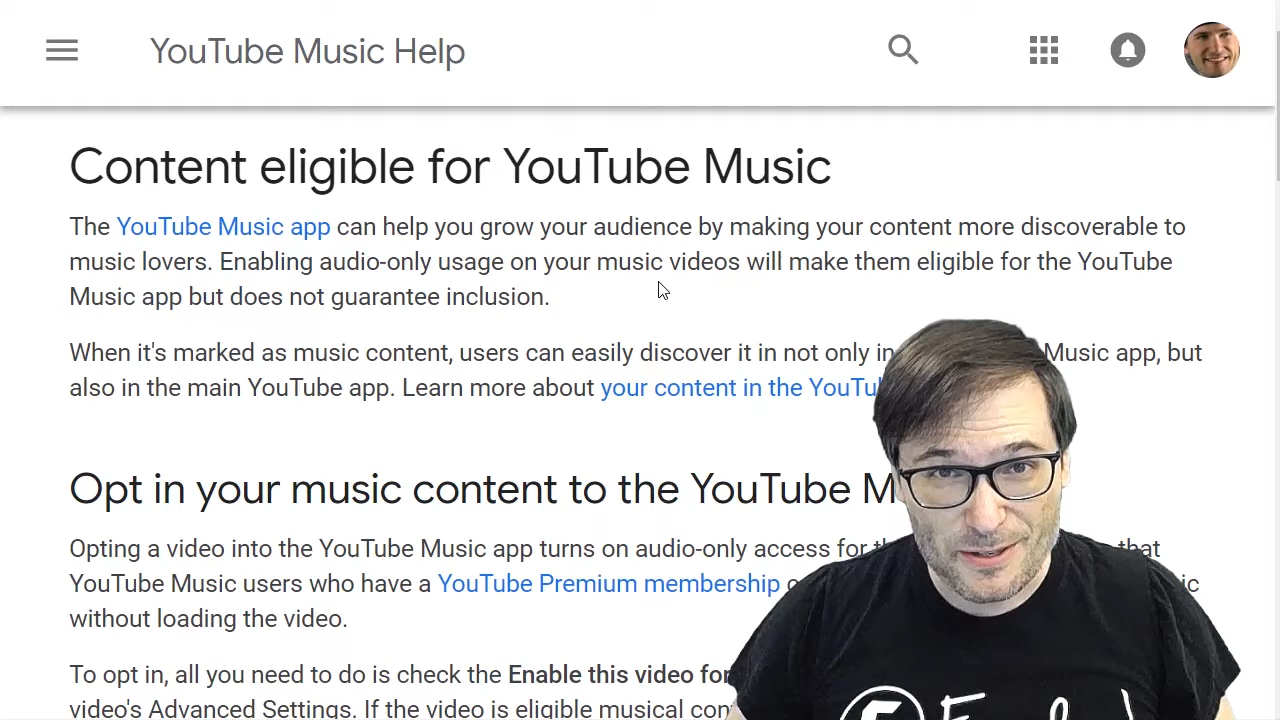 YouTube Music Help
Content eligible for YouTube Music
The YouTube Music app can help you grow your audience by making your content more discoverable to
music lovers. Enabling audio-only usage on your music videos will make them eligible for the YouTube
Music app but does not guarantee inclusion.
When it's marked as music content, users can easily discover it in not only in Music app, but
also in the main YouTube app. Learn more about your content in the
Opt in your music content to the YouTube
Opting a video into the YouTube Music app turns on audio-only access for that
YouTube Music users who have a YouTube Premium membership
without loading the video.
To opt in, all you need to do is check the Enable this video for
video's Advanced Settings. If the video is eligible musical